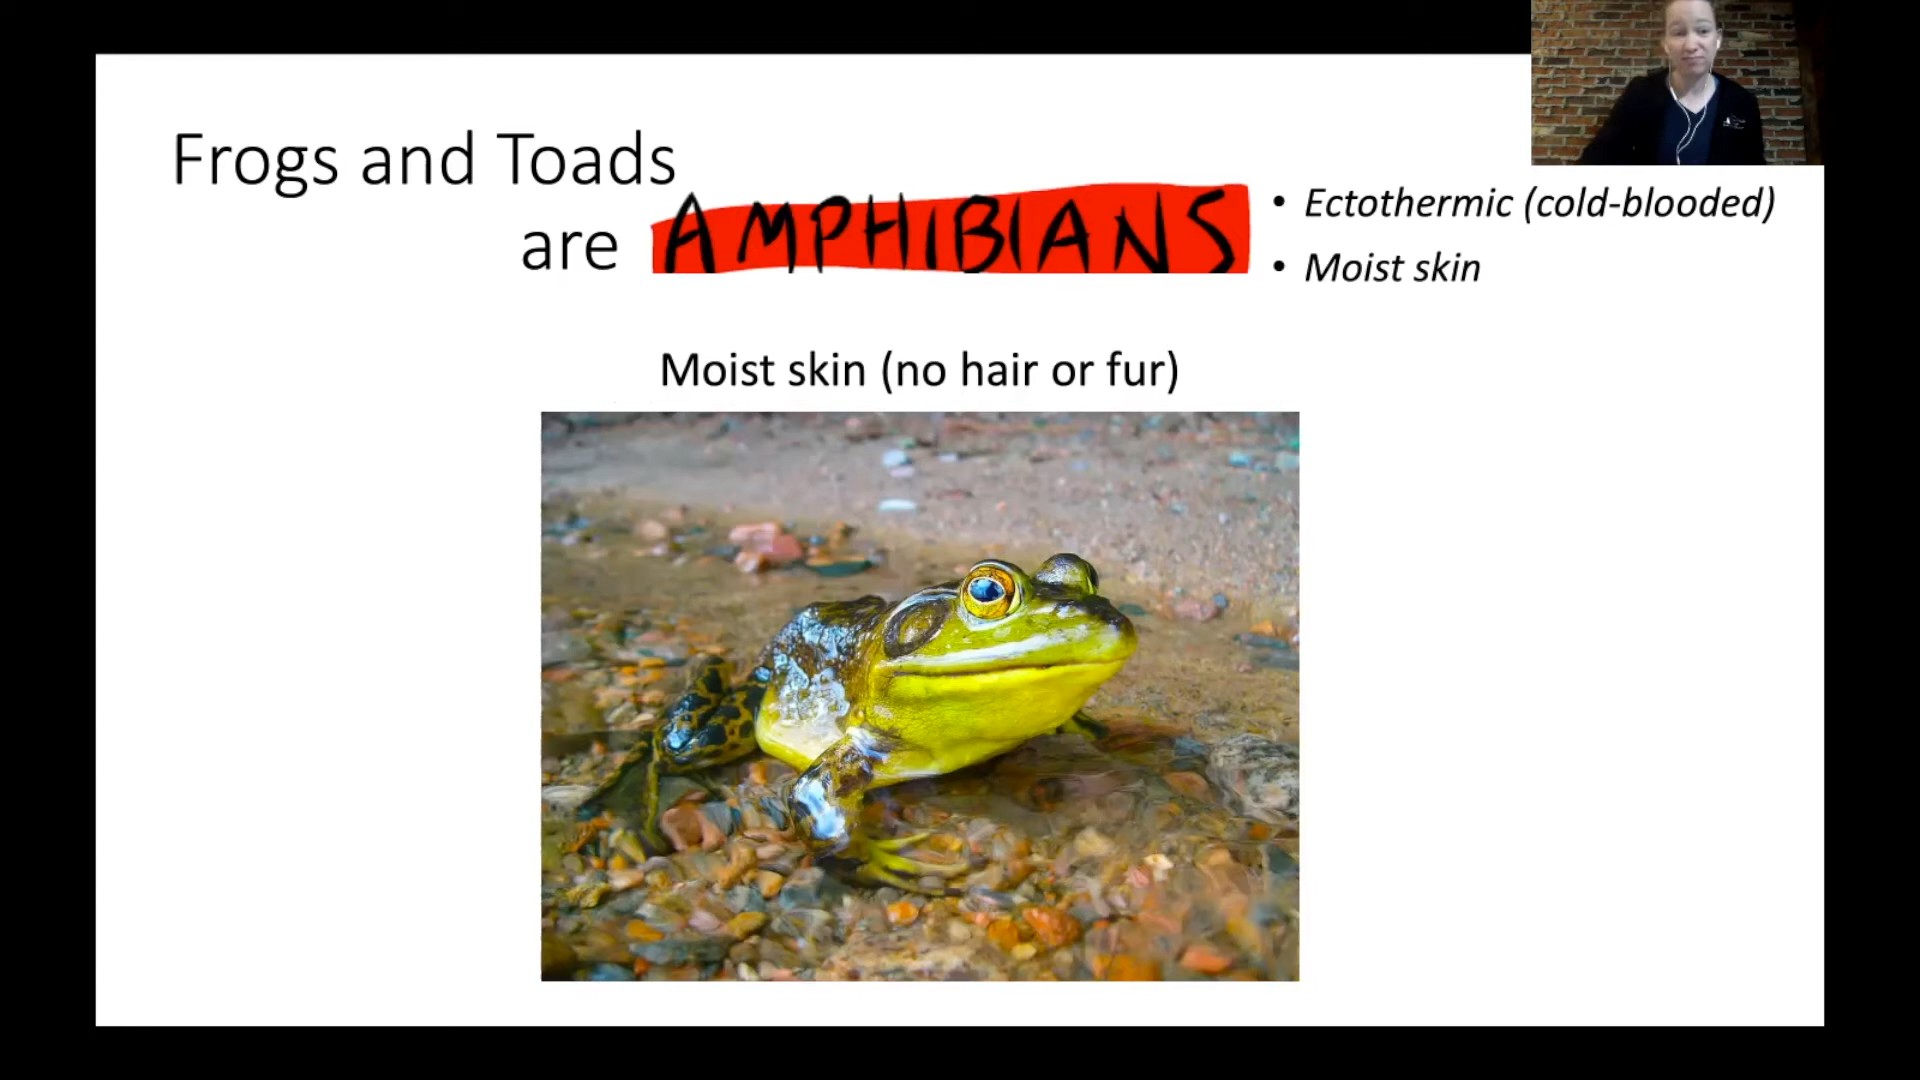 Frogs and Toads
are AMPHIBIANS
• Ectothermic (cold-blooded)
• Moist skin
Moist skin (no hair or fur)